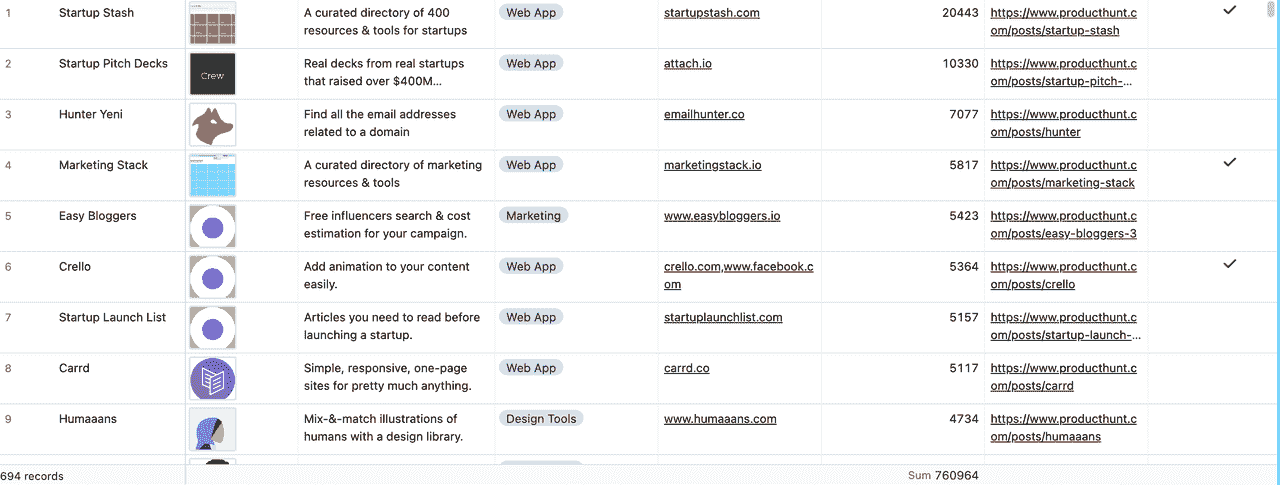 1 Startup Stash A curated directory of 400 Web App startupstash.com 20443 https://www.producthunt.c
resources & tools for startups om/posts/startup-stash
2 Startup Pitch Decks Real decks from real startups Web App attach.io 10330 https://www.producthunt.c
Crew that raised over $400M... om/posts/startup-pitch-...
3 Hunter Yeni Find all the email addresses Web App emailhunter.co 7077 https://www.producthunt.c
related to a domain om/posts/hunter
4 Marketing Stack A curated directory of marketing Web App marketingstack.io 5817 https://www.producthunt.c
resources & tools om/posts/marketing-stack
5 Easy Bloggers Free influencers search & cost Marketing www.easybloggers.io 5423 https://www.producthunt.c
estimation for your campaign. om/posts/easy-bloggers-3
6 Crello Add animation to your content Web App crello.com,www.facebook.c 5364 https://www.producthunt.c
easily. om om/posts/crello
7 Startup Launch List Articles you need to read before Web App startuplaunchlist.com 5157 https://www.producthunt.c
launching a startup. om/posts/startup-launch-...
8 Carrd Simple, responsive, one-page Web App carrd.co 5117 https://www.producthunt.c
sites for pretty much anything. om/posts/carrd
9 Humaaans Mix-&-match illustrations of Design Tools www.humaaans.com 4734 https://www.producthunt.c
humans with a design library. om/posts/humaaans
694 records Sum 760964